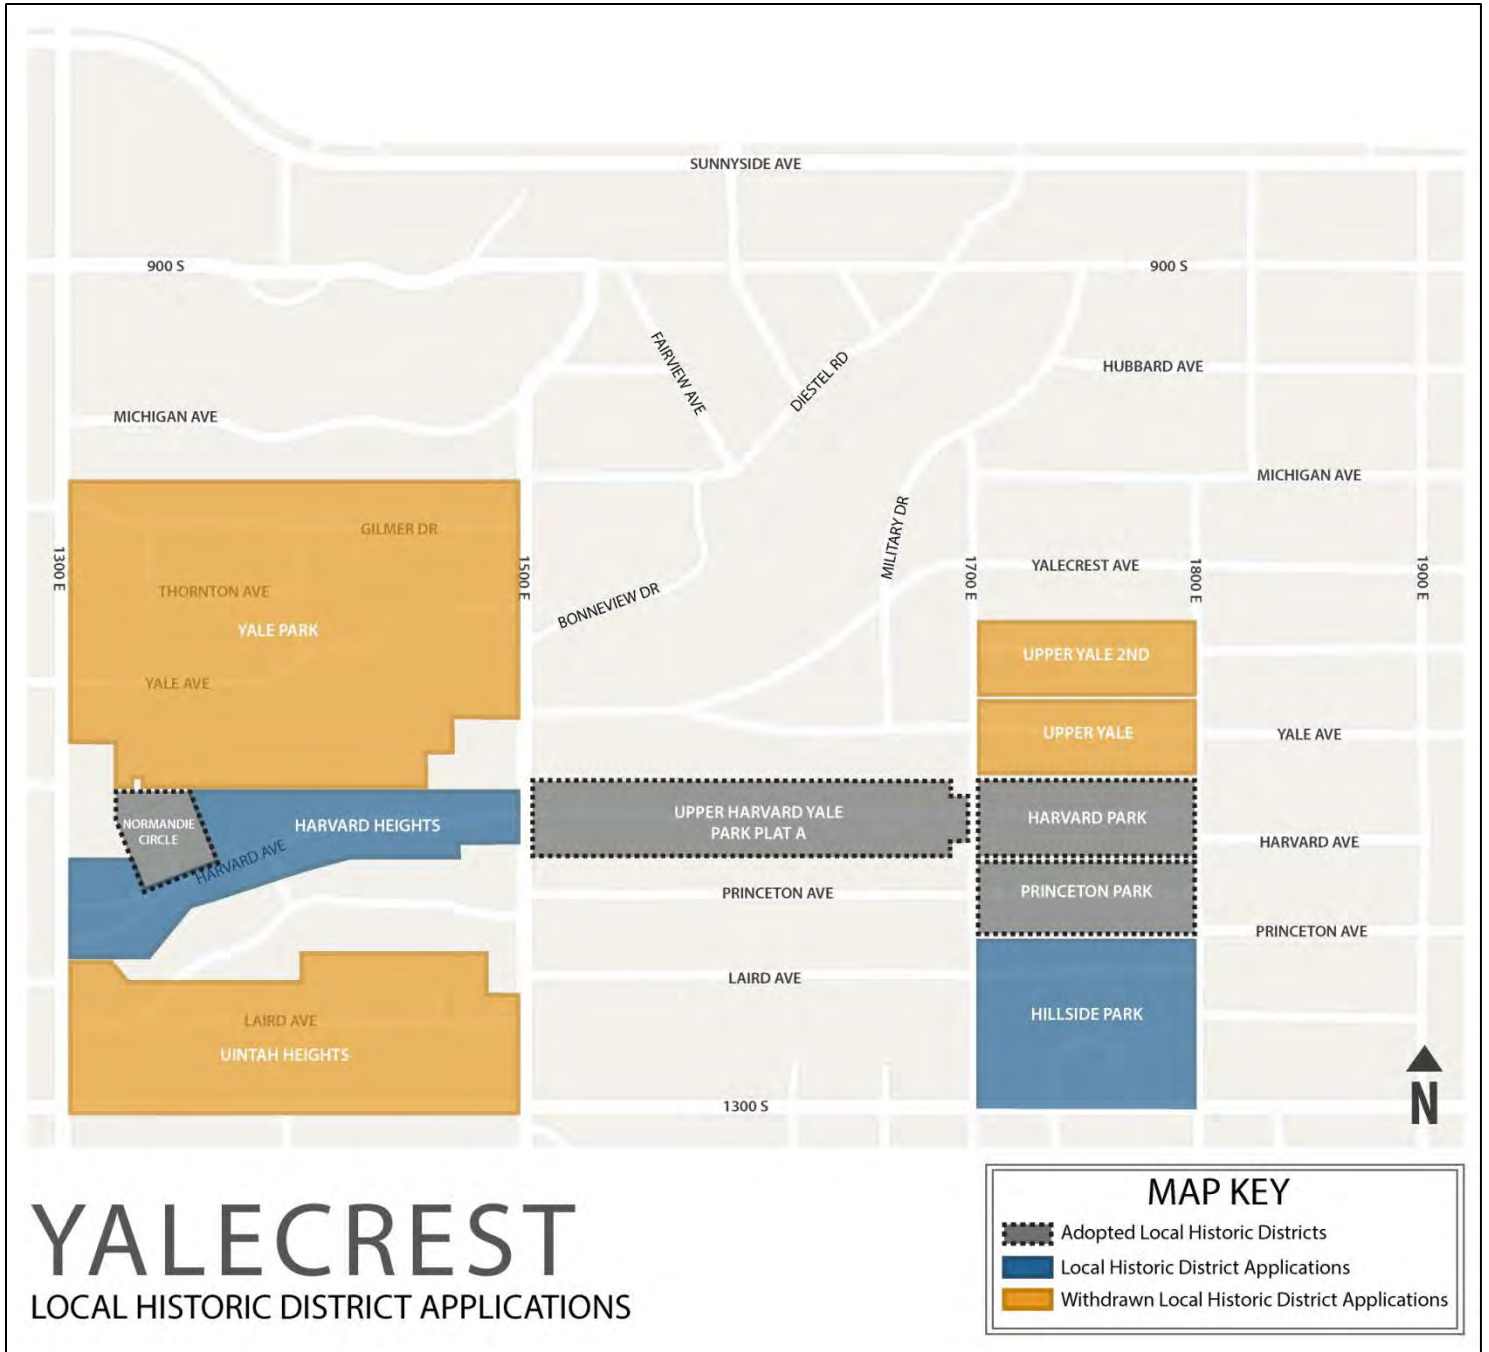 SUNNYSIDE AVE
900 S
900 S
FAIRVIEW AVE
DIESTEL RD
HUBBARD AVE
MICHIGAN AVE
MICHIGAN AVE
GILMER DR
1300 E
1500 E
MILITARY DR
1700 E
YALECREST AVE
1800 E
1900 E
THORNTON AVE
BONNEVIEW DR
YALE PARK
UPPER YALE 2ND
YALE AVE
UPPER YALE
YALE AVE
NORMANDIE
CIRCLE
HARVARD HEIGHTS
HARVARD AVE
UPPER HARVARD YALE
PARK PLAT A
HARVARD PARK
HARVARD AVE
PRINCETON AVE
PRINCETON PARK
PRINCETON AVE
LAIRD AVE
LAIRD AVE
HILLSIDE PARK
UINTAH HEIGHTS
1300 S
N
YALECREST
LOCAL HISTORIC DISTRICT APPLICATIONS
MAP KEY
Adopted Local Historic Districts
Local Historic District Applications
Withdrawn Local Historic District Applications